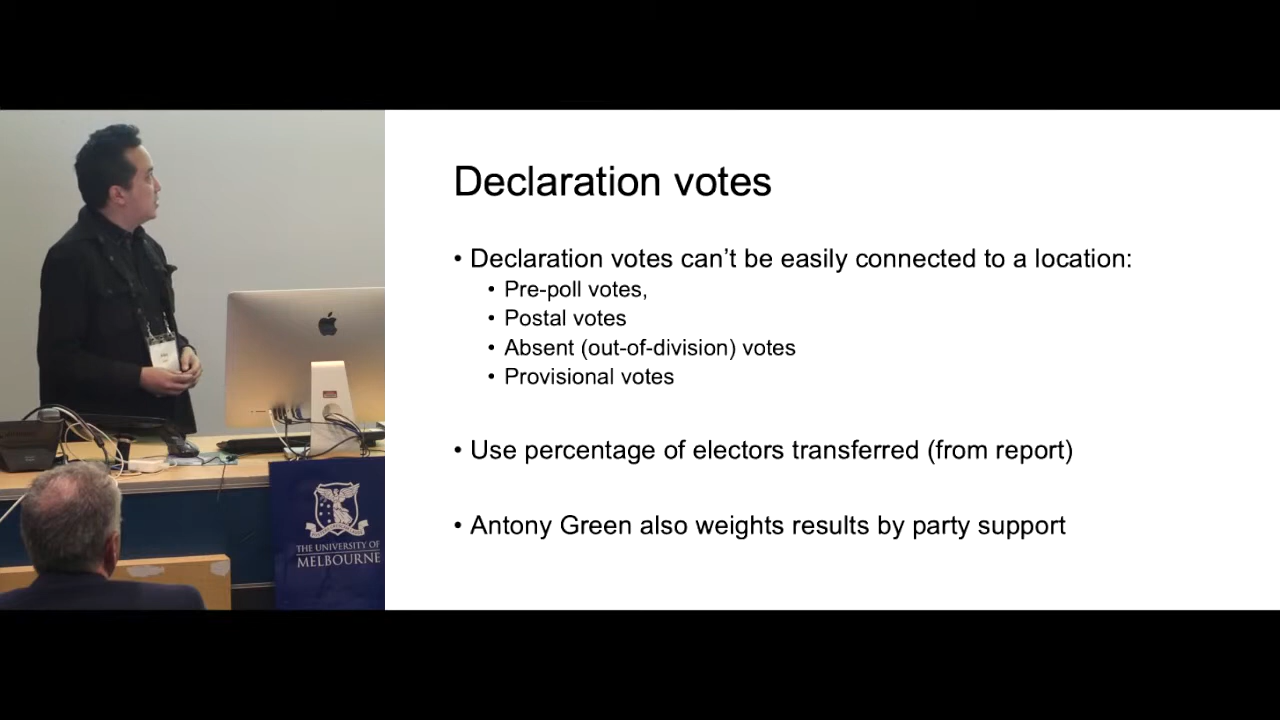 Declaration votes
• Declaration votes can't be easily connected to a location:
• Pre-poll votes,
• Postal votes
• Absent (out-of-division) votes
• Provisional votes
• Use percentage of electors transferred (from report)
• Antony Green also weights results by party support
THE UNIVERSITY OF
MELBOURNE